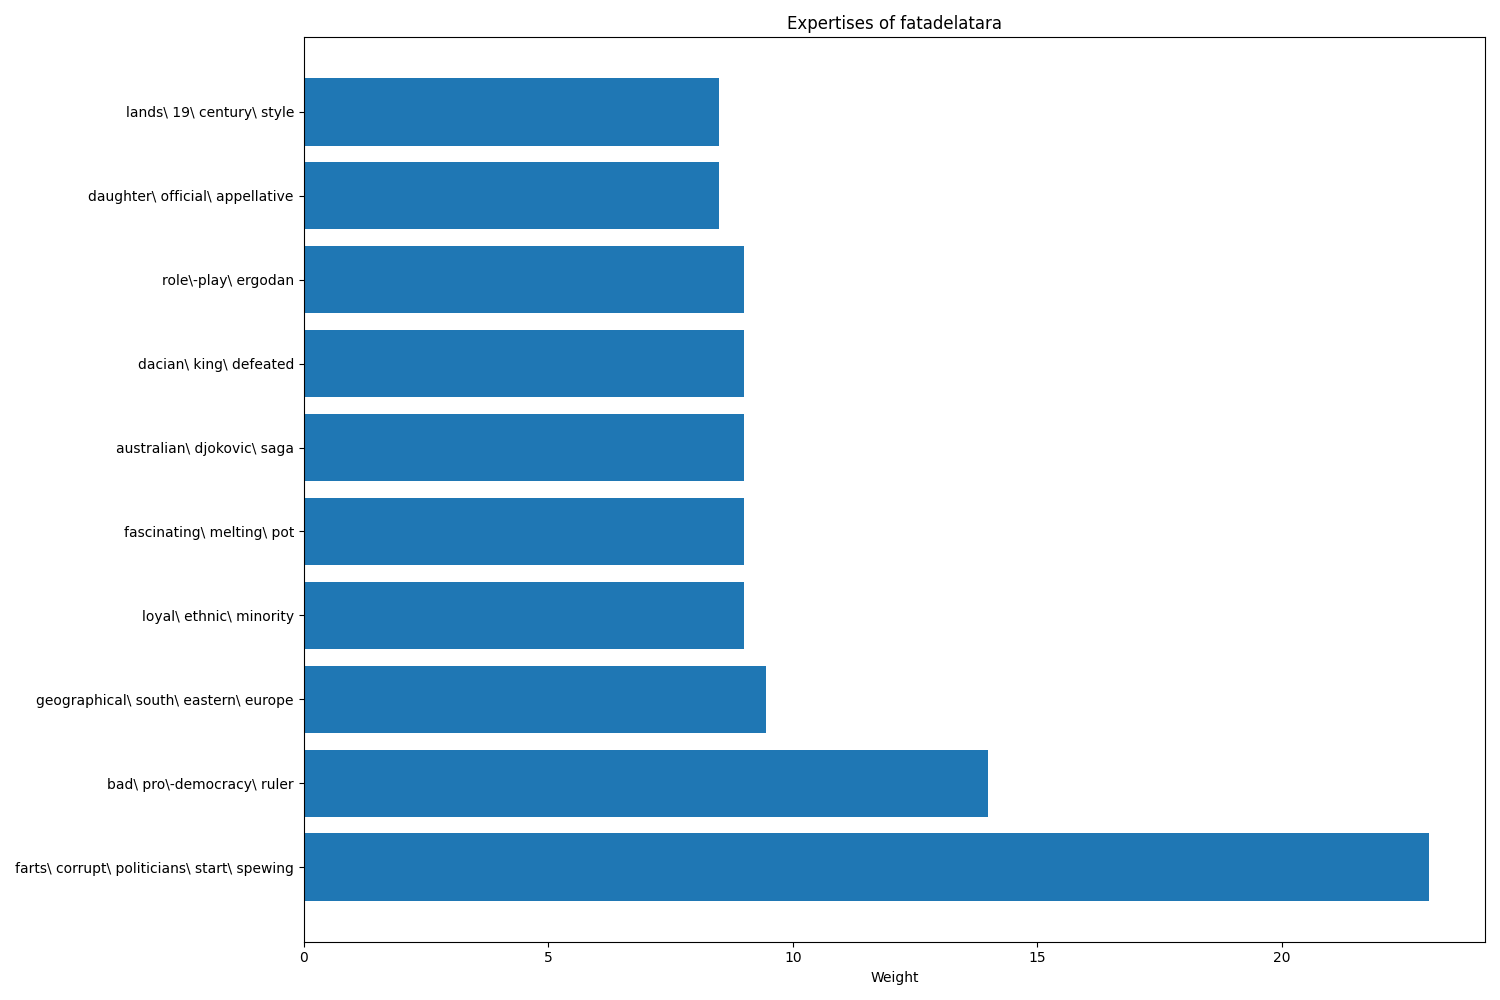 Expertises of fatadelatara
lands\ 19\ century\ style
daughter\ official\ appellative
role\-play\ ergodan
dacian\ king\ defeated
australian\ djokovic\ saga
fascinating\ melting\ pot
loyal\ ethnic\ minority
geographical\ south\ eastern\ europe
bad\ pro\-democracy\ ruler
farts\ corrupt\ politicians\ start\ spewing
0 5 10 15 20
Weight